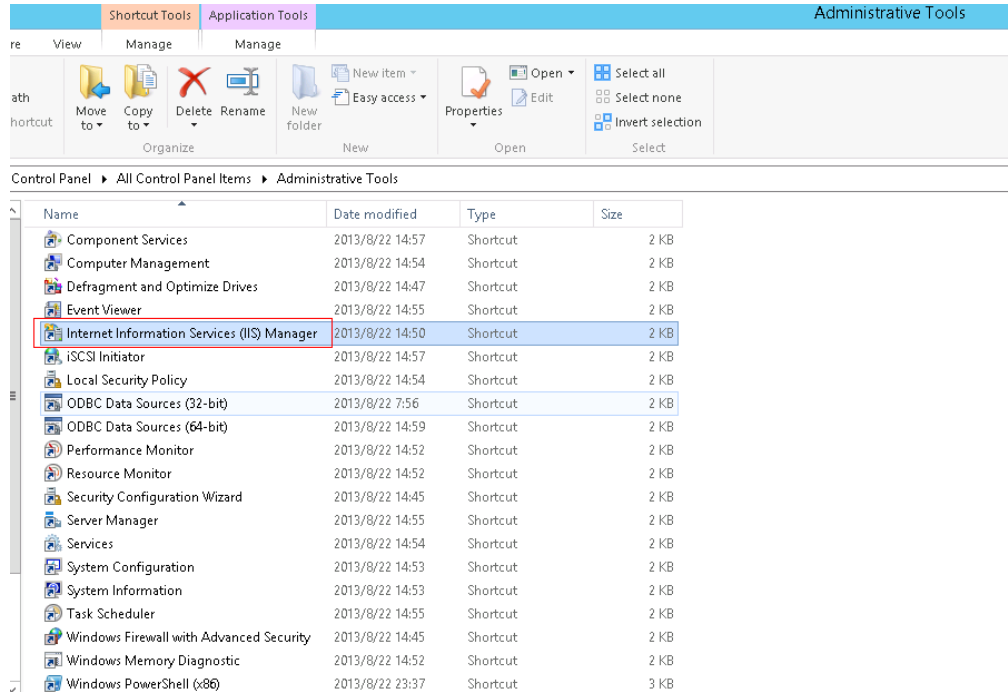 Shortcut Tools Application Tools Administrative Tools
re View Manage Manage
Move to Copy to Delete Rename New folder New item Easy access Properties Open Edit Select all Select none Invert selection
ath
hortcut
Organize New Open Select
Control Panel All Control Panel Items Administrative Tools
Name Date modified Type Size
Component Services 2013/8/22 14:57 Shortcut 2 KB
Computer Management 2013/8/22 14:54 Shortcut 2 KB
Defragment and Optimize Drives 2013/8/22 14:47 Shortcut 2 KB
Event Viewer 2013/8/22 14:55 Shortcut 2 KB
Internet Information Services (IIS) Manager 2013/8/22 14:50 Shortcut 2 KB
iSCSI Initiator 2013/8/22 14:57 Shortcut 2 KB
Local Security Policy 2013/8/22 14:54 Shortcut 2 KB
ODBC Data Sources (32-bit) 2013/8/22 7:56 Shortcut 2 KB
ODBC Data Sources (64-bit) 2013/8/22 14:59 Shortcut 2 KB
Performance Monitor 2013/8/22 14:52 Shortcut 2 KB
Resource Monitor 2013/8/22 14:52 Shortcut 2 KB
Security Configuration Wizard 2013/8/22 14:45 Shortcut 2 KB
Server Manager 2013/8/22 14:55 Shortcut 2 KB
Services 2013/8/22 14:54 Shortcut 2 KB
System Configuration 2013/8/22 14:53 Shortcut 2 KB
System Information 2013/8/22 14:53 Shortcut 2 KB
Task Scheduler 2013/8/22 14:55 Shortcut 2 KB
Windows Firewall with Advanced Security 2013/8/22 14:45 Shortcut 2 KB
Windows Memory Diagnostic 2013/8/22 14:52 Shortcut 2 KB
Windows PowerShell (x86) 2013/8/22 23:37 Shortcut 3 KB